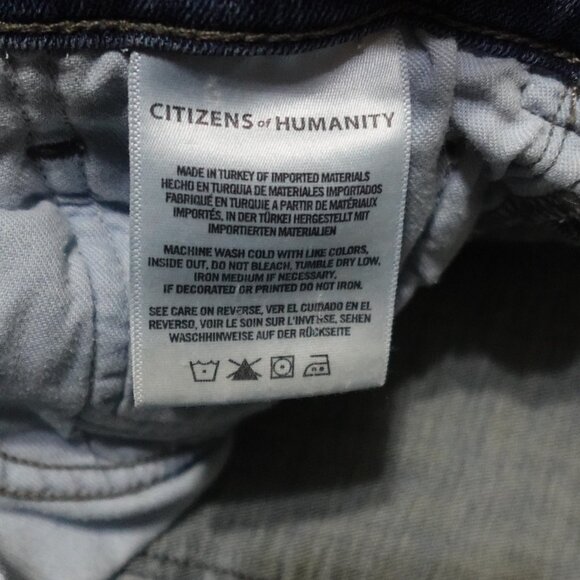 CITIZENS of HUMANITY
MADE IN TURKEY OF IMPORTED MATERIALS
HECHO EN TURQUIA DE MATERIALES IMPORTADOS
FABRIQUÉ EN TURQUIE A PARTIR DE MATÉRIAUX
IMPORTÉS, IN DER TÜRKEI HERGESTELLT MIT
IMPORTIERTEN MATERIALIEN
MACHINE WASH COLD WITH LIKE COLORS,
INSIDE OUT, DO NOT BLEACH, TUMBLE DRY LOW,
IRON MEDIUM IF NECESSARY.
IF DECORATED OR PRINTED DO NOT IRON.
SEE CARE ON REVERSE, VER EL CUIDADO EN EL
REVERSO, VOIR LE SOIN SUR L'INVERSE, SEHEN
WASCHHINWEISE AUF DER RÜCKSEITE